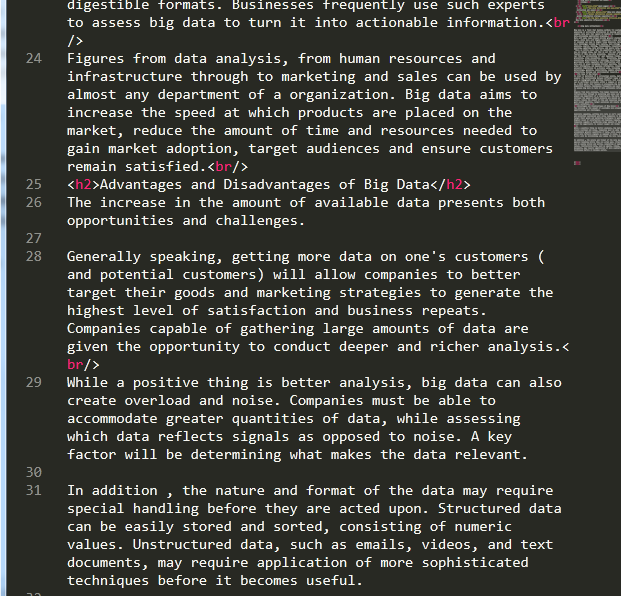 digestible formats. Businesses frequently use such experts
to assess big data to turn it into actionable information.<br
/>
24 Figures from data analysis, from human resources and
infrastructure through to marketing and sales can be used by
almost any department of a organization. Big data aims to
increase the speed at which products are placed on the
market, reduce the amount of time and resources needed to
gain market adoption, target audiences and ensure customers
remain satisfied.<br/>
25 <h2>Advantages and Disadvantages of Big Data</h2>
26 The increase in the amount of available data presents both
opportunities and challenges.
27
28 Generally speaking, getting more data on one's customers (
and potential customers) will allow companies to better
target their goods and marketing strategies to generate the
highest level of satisfaction and business repeats.
Companies capable of gathering large amounts of data are
given the opportunity to conduct deeper and richer analysis.<
br/>
29 While a positive thing is better analysis, big data can also
create overload and noise. Companies must be able to
accommodate greater quantities of data, while assessing
which data reflects signals as opposed to noise. A key
factor will be determining what makes the data relevant.
30
31 In addition , the nature and format of the data may require
special handling before they are acted upon. Structured data
can be easily stored and sorted, consisting of numeric
values. Unstructured data, such as emails, videos, and text
documents, may require application of more sophisticated
techniques before it becomes useful.